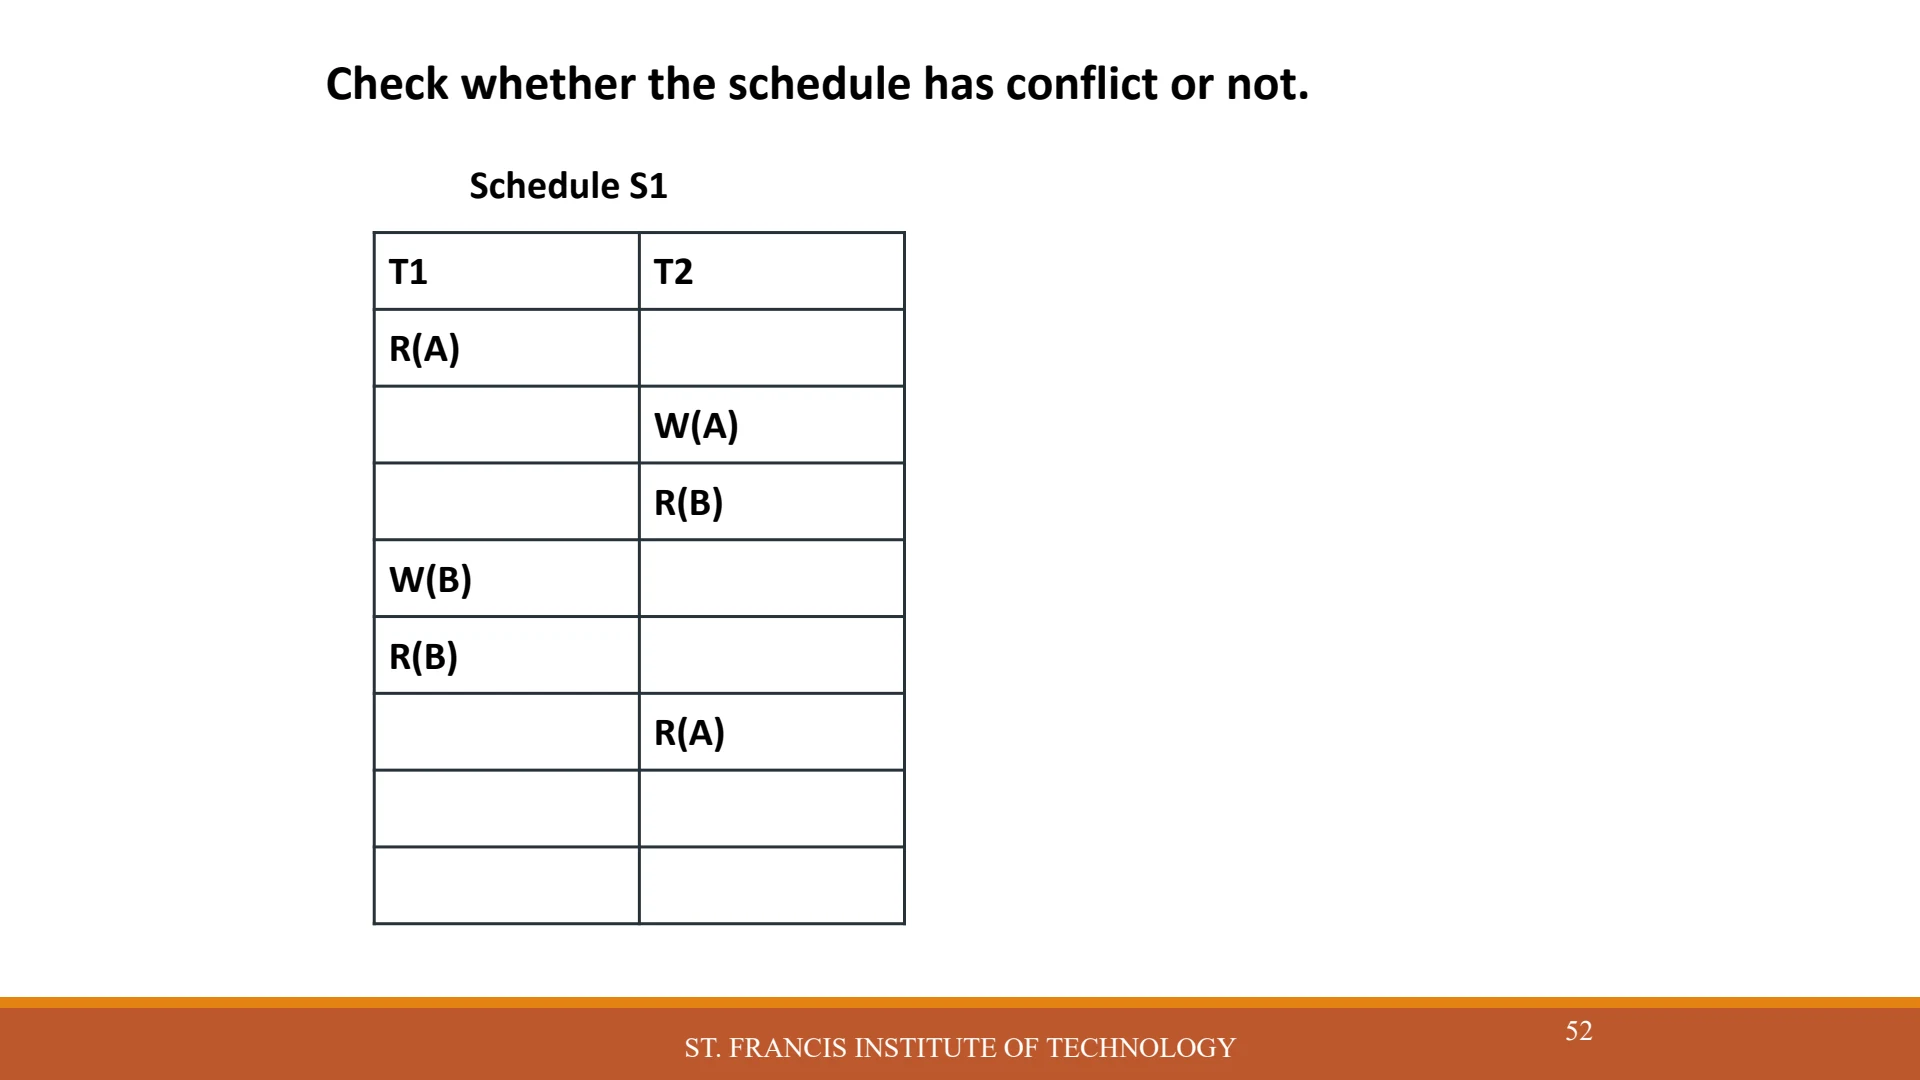 Check whether the schedule has conflict or not.
Schedule S1
T1 T2
R(A)
W(A)
R(B)
W(B)
R(B)
R(A)
ST. FRANCIS INSTITUTE OF TECHNOLOGY
52